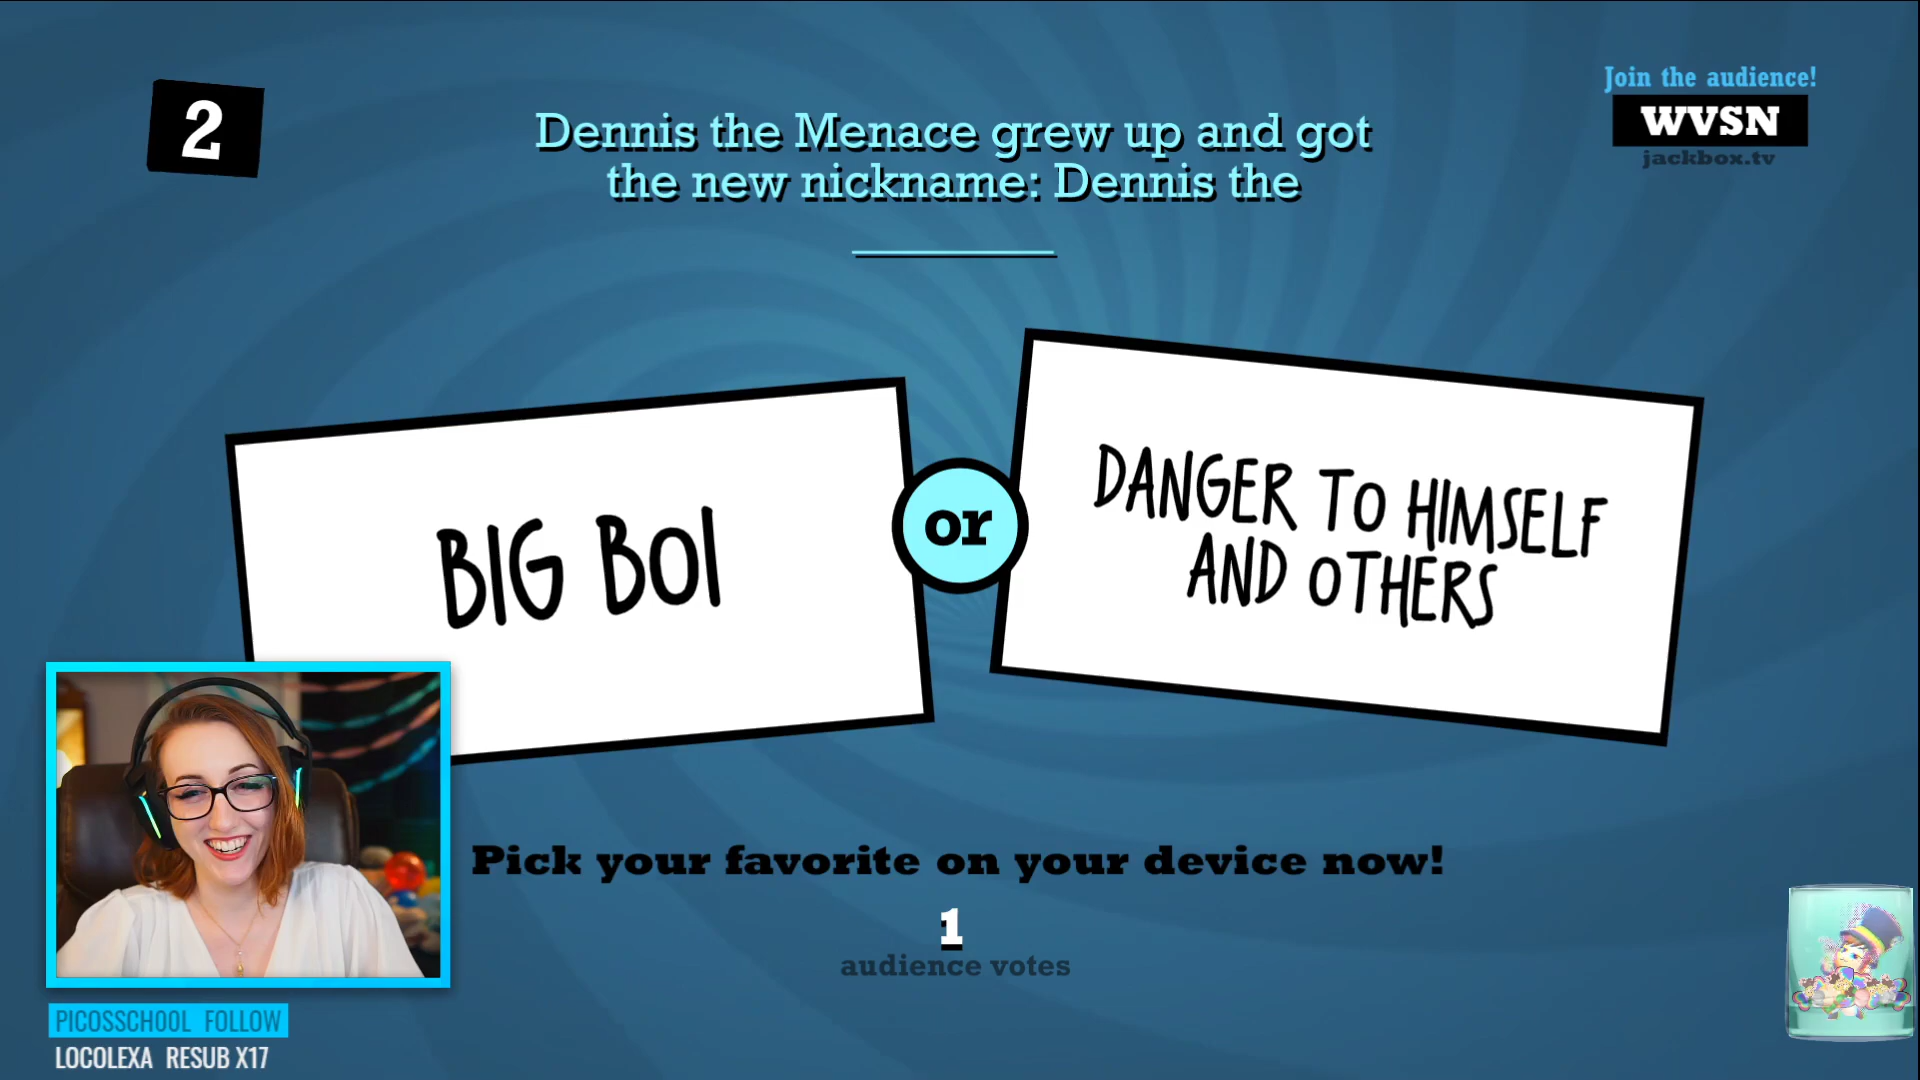 2
Dennis the Menace grew up and got
the new nickname: Dennis the
Join the audience!
WVSN
jackbox.tv
BIG BOI
or
DANGER TO HIMSELF
AND OTHERS
Pick your favorite on your device now!
1
audience votes
PICOSSCHOOL FOLLOW
LOCOLEXA RESUB X17